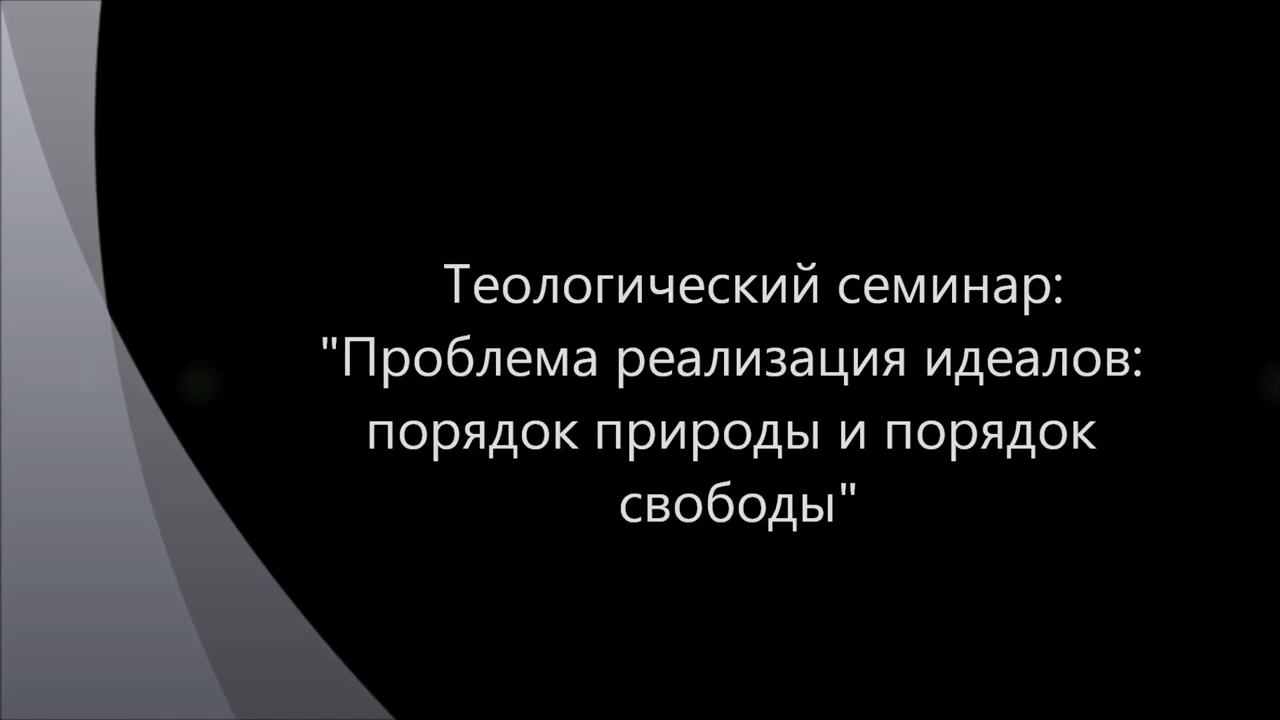 Теологический семинар:
"Проблема реализация идеалов:
порядок природы и порядок
свободы"